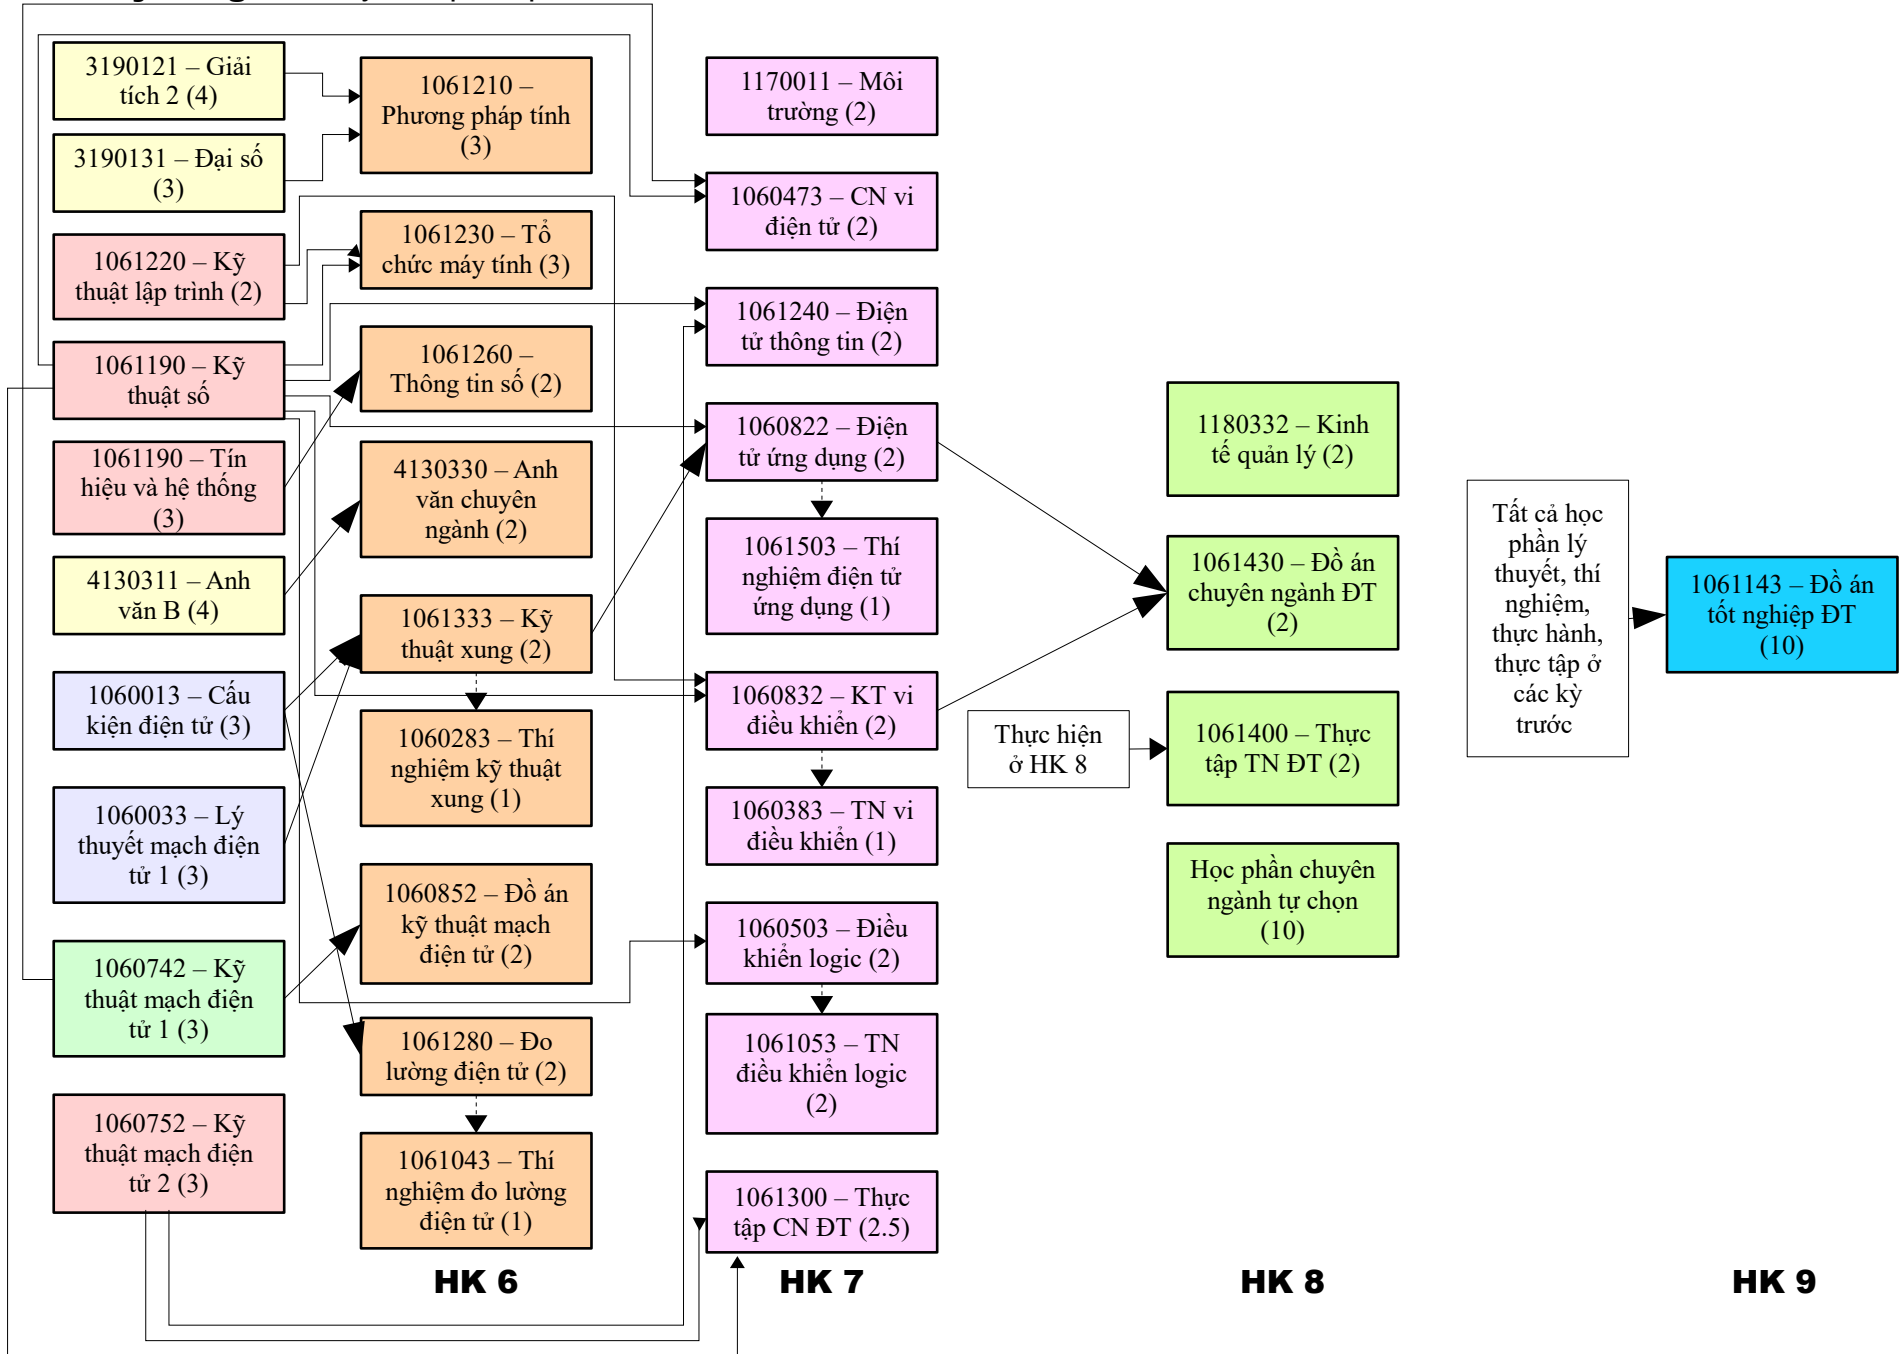 3190121 – Giải
tích 2 (4)
3190131 – Đại số
(3)
1061220 – Kỹ
thuật lập trình (2)
1061190 – Kỹ
thuật số
1061190 – Tín
hiệu và hệ thống
(3)
4130311 – Anh
văn B (4)
1060013 – Cấu
kiện điện tử (3)
1060033 – Lý
thuyết mạch điện
tử 1 (3)
1060742 – Kỹ
thuật mạch điện
tử 1 (3)
1060752 – Kỹ
thuật mạch điện
tử 2 (3)
1061210 –
Phương pháp tính
(3)
1061230 – Tổ
chức máy tính (3)
1061260 –
Thông tin số (2)
4130330 – Anh
văn chuyên
ngành (2)
1061333 – Kỹ
thuật xung (2)
1060283 – Thí
nghiệm kỹ thuật
xung (1)
1060852 – Đồ án
kỹ thuật mạch
điện tử (2)
1061280 – Đo
lường điện tử (2)
1061043 – Thí
nghiệm đo lường
điện tử (1)
HK 6
1170011 – Môi
trường (2)
1060473 – CN vi
điện tử (2)
1061240 – Điện
tử thông tin (2)
1060822 – Điện
tử ứng dụng (2)
1061503 – Thí
nghiệm điện tử
ứng dụng (1)
1060832 – KT vi
điều khiển (2)
1060383 – TN vi
điều khiển (1)
1060503 – Điều
khiển logic (2)
1061053 – TN
điều khiển logic
(2)
1061300 – Thực
tập CN ĐT (2.5)
HK 7
Thực hiện
ở HK 8
1180332 – Kinh
tế quản lý (2)
1061430 – Đồ án
chuyên ngành ĐT
(2)
1061400 – Thực
tập TN ĐT (2)
Học phần chuyên
ngành tự chọn
(10)
HK 8
Tất cả học
phần lý
thuyết, thí
nghiệm,
thực hành,
thực tập ở
các kỳ
trước
1061143 – Đồ án
tốt nghiệp ĐT
(10)
HK 9